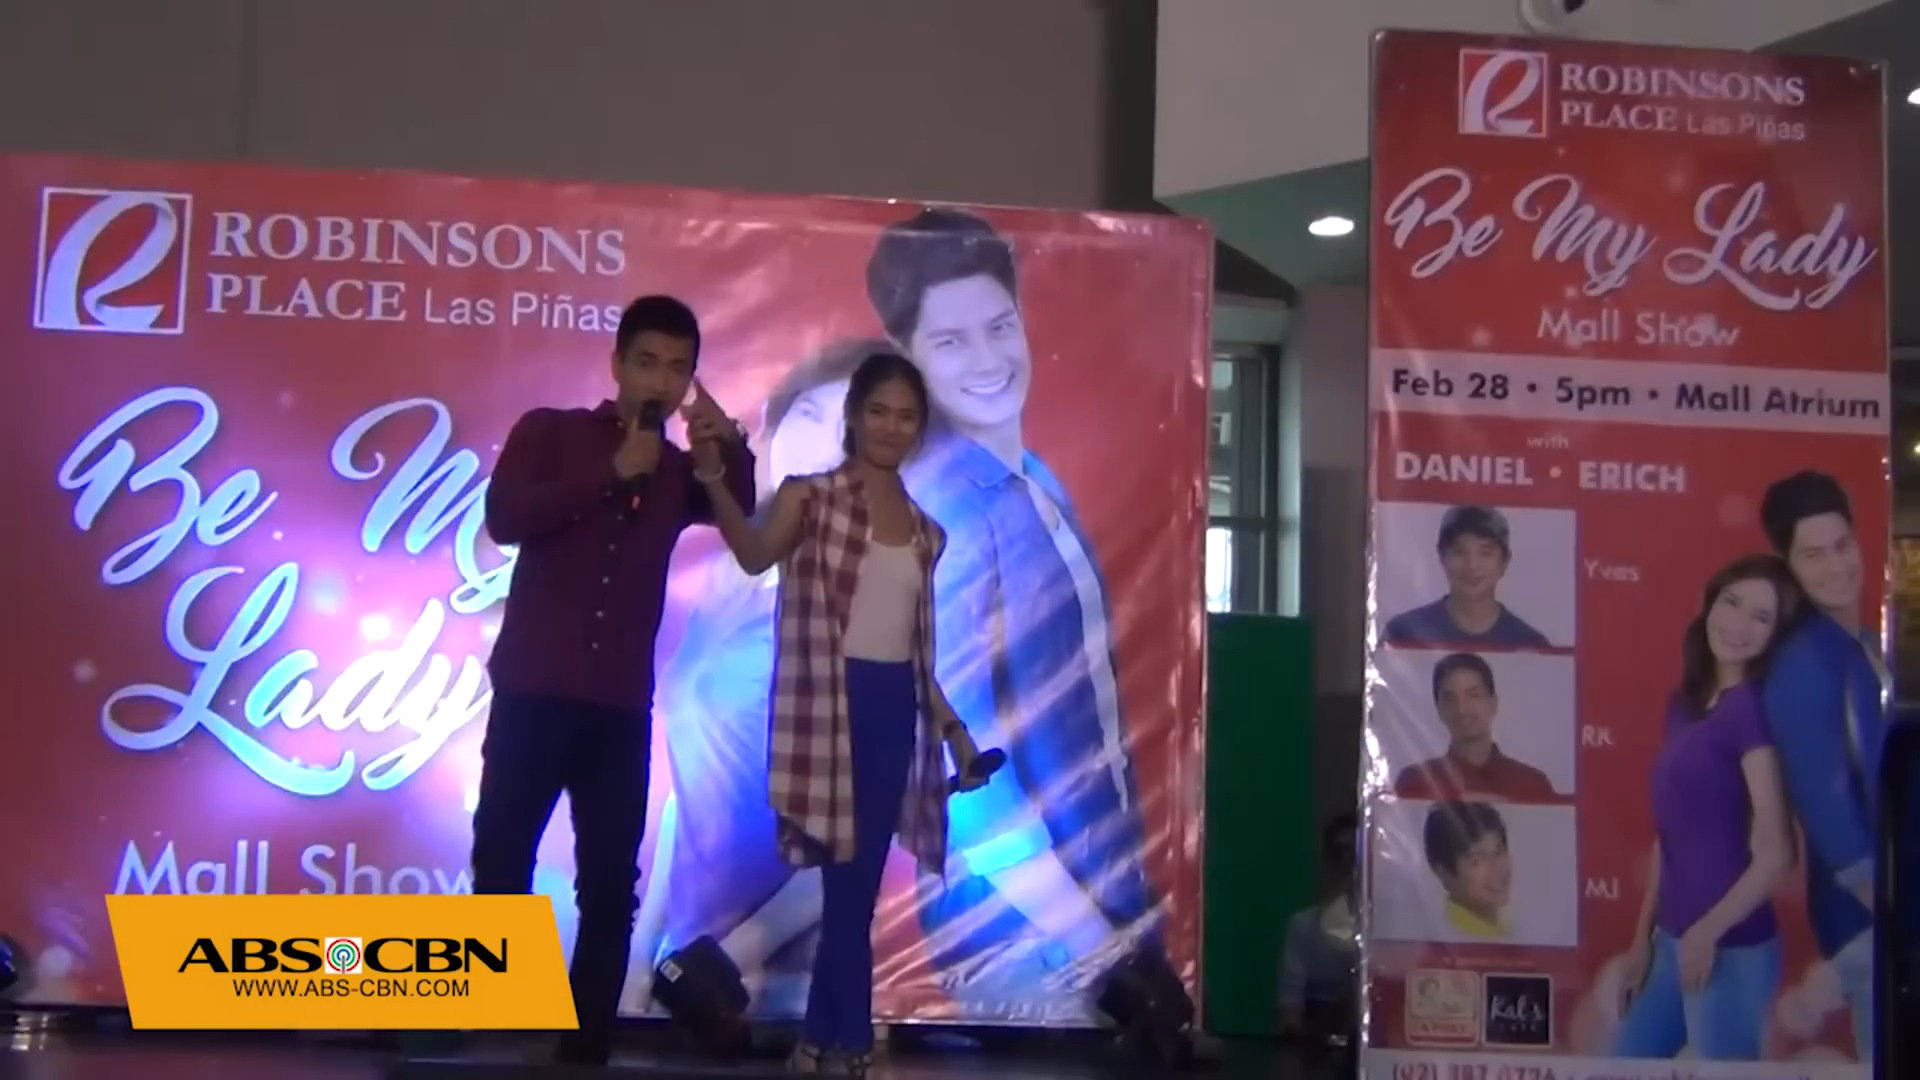 ROBINSONS
PLACE Las Piñas
Be My
Lady
Mall Show
ABS CBN
WWW.ABS-CBN.COM
ROBINSONS
PLACE Las Piñas
Be My Lady
Mall Show
Feb 28 • 5pm • Mall Atrium
with
DANIEL • ERICH
Yves
RK
MJ